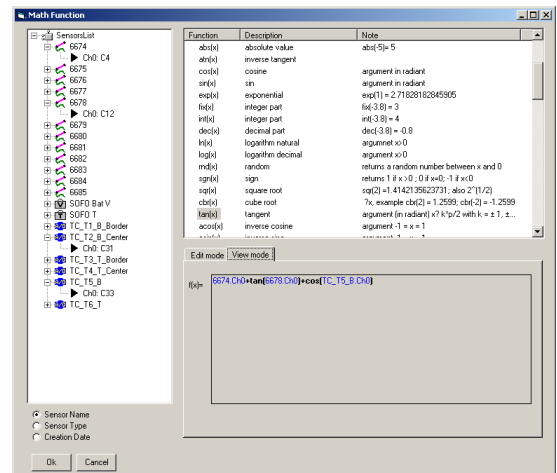 Math Function
SensorsList
6674
Ch0: C4
6675
6676
6677
6678
Ch0: C12
6679
6680
6681
6682
6683
6684
6685
SOFO Bat V
SOFO T
TC_T1_B_Border
TC_T2_B_Center
Ch0: C31
TC_T3_T_Border
TC_T4_T_Center
TC_T5_B
Ch0: C33
TC_T6_T
Sensor Name
Sensor Type
Creation Date
Ok Cancel
Function Description Note
abs(x) absolute value abs(-5)= 5
atn(x) inverse tangent
cos(x) cosine argument in radiant
sin(x) sin argument in radiant
exp(x) exponential exp(1) = 2.71828182845905
fix(x) integer part fix(-3.8) = 3
int(x) integer part int(-3.8) = 4
dec(x) decimal part dec(-3.8) = -0.8
ln(x) logarithm natural argumnet x>0
log(x) logarithm decimal argument x>0
rnd(x) random returns a random number between x and 0
sgn(x) sign returns 1 if x > 0 ; 0 if x=0; -1 if x<0
sqr(x) square root sqr(2) =1.4142135623731; also 2^(1/2)
cbr(x) cube root ?x, example cbr(2) = 1.2599; cbr(-2) = -1.2599
tan(x) tangent argument (in radiant) x? k*p/2 with k = ± 1, ±...
acos(x) inverse cosine argument -1 = x = 1
Edit mode View mode
f(x)= 6674.Ch0+tan(6678.Ch0)+cos(TC_T5_B.Ch0)